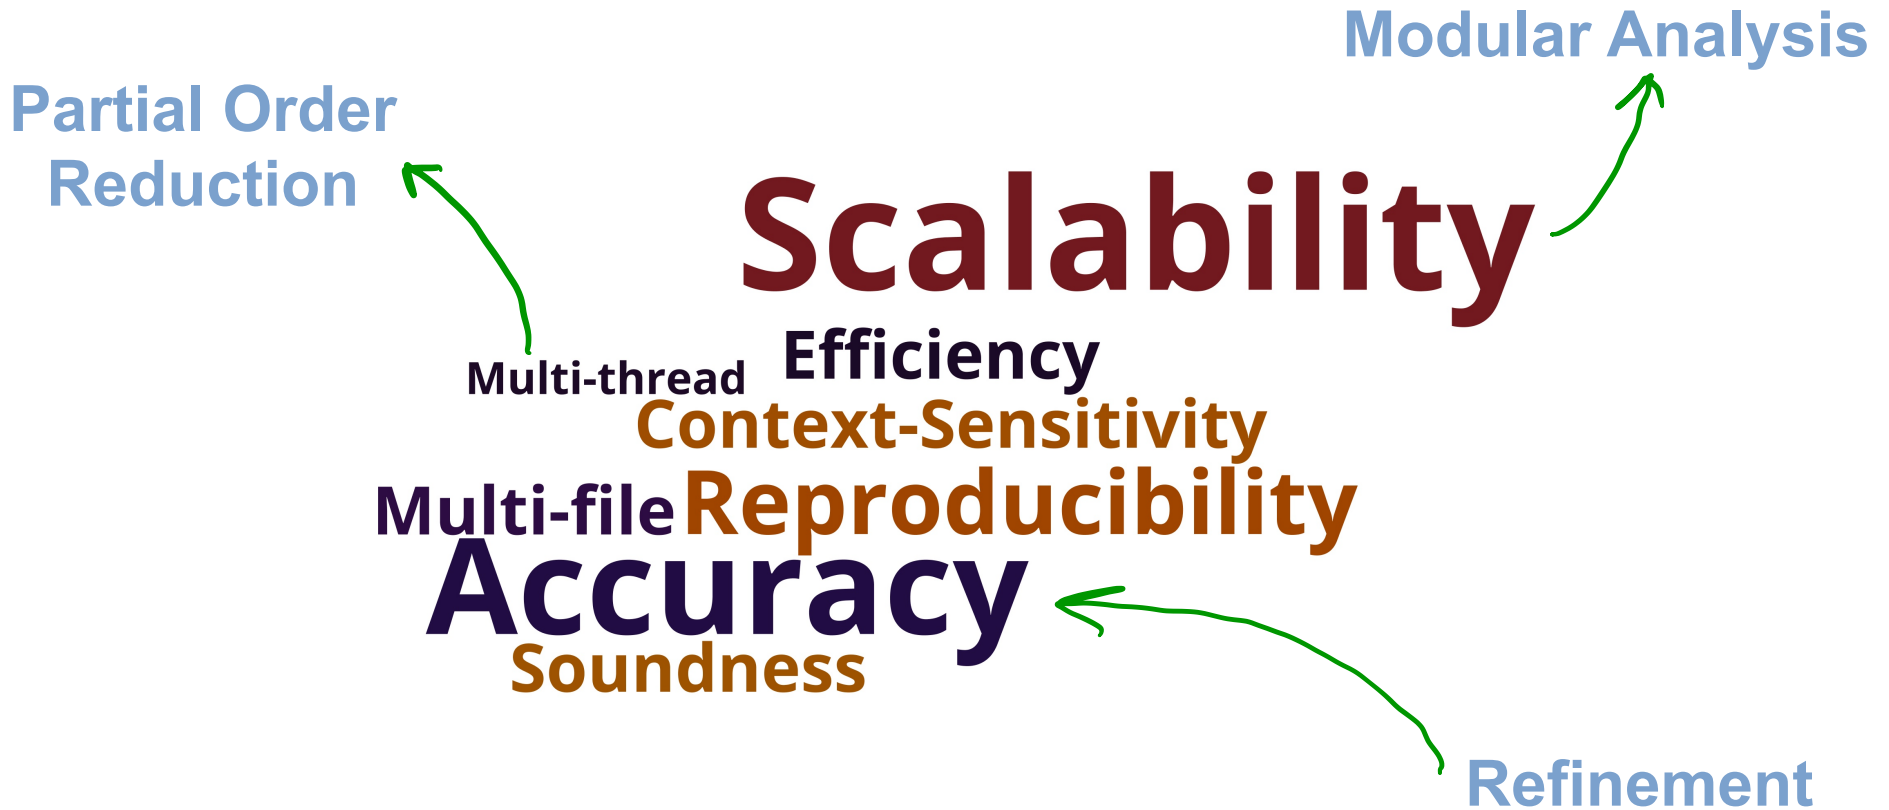 Modular Analysis
Partial Order
Reduction
Scalability
Efficiency
Multi-thread
Context-Sensitivity
Multi-file
Reproducibility
Accuracy
Soundness
Refinement